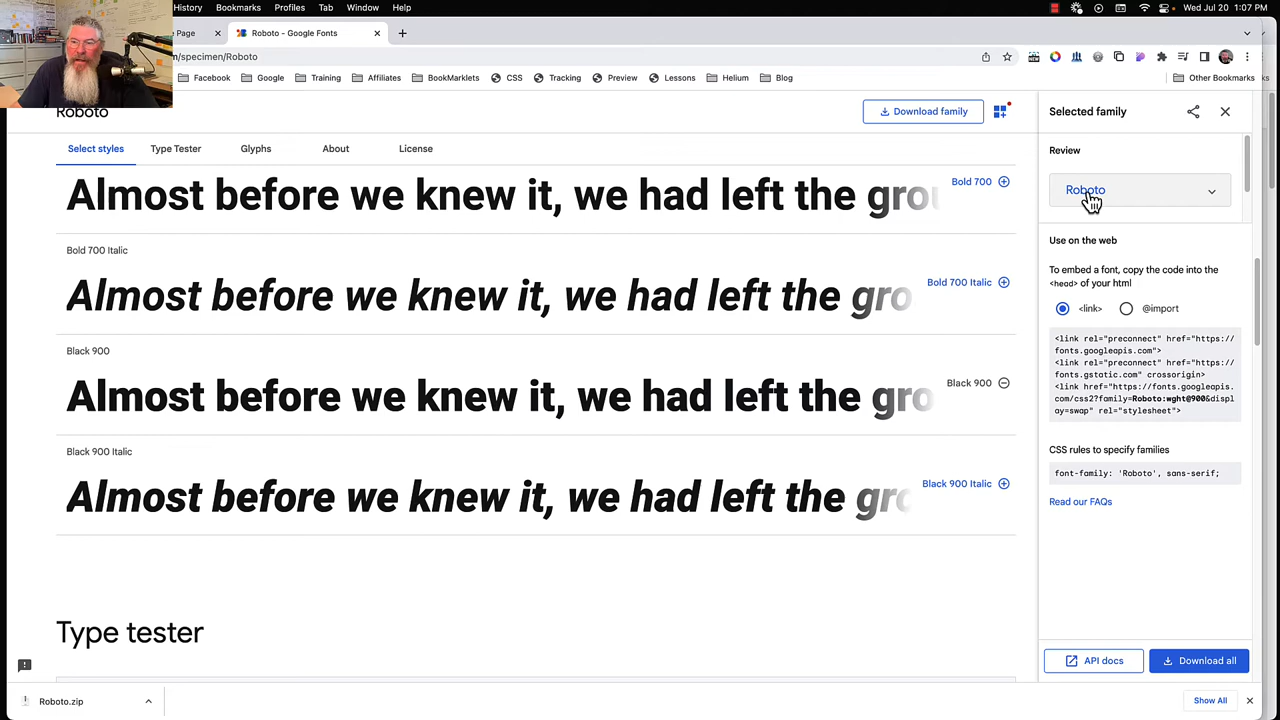 History
Bookmarks
Profiles
Tab
Window
Help
Wed Jul 20 1:07 PM
Page
Roboto - Google Fonts
m/specimen/Roboto
Facebook
Google
Training
Affiliates
BookMarklets
CSS
Tracking
Preview
Lessons
Helium
Blog
Other Bookmarks
Roboto
Download family
Select styles
Type Tester
Glyphs
About
License
Almost before we knew it, we had left the grou
Bold 700
Bold 700 Italic
Almost before we knew it, we had left the gro
Bold 700 Italic
Black 900
Almost before we knew it, we had left the gro
Black 900
Black 900 Italic
Almost before we knew it, we had left the gro
Black 900 Italic
Type tester
Selected family
Review
Roboto
Use on the web
To embed a font, copy the code into the
<head> of your html
<link>
@import
<link rel="preconnect" href="https://
fonts.googleapis.com">
<link rel="preconnect" href="https://
fonts.gstatic.com" crossorigin>
<link href="https://fonts.googleapis.
com/css2?family=Roboto:wght@900&displ
ay=swap" rel="stylesheet">
CSS rules to specify families
font-family: 'Roboto', sans-serif;
Read our FAQs
API docs
Download all
Roboto.zip
Show All